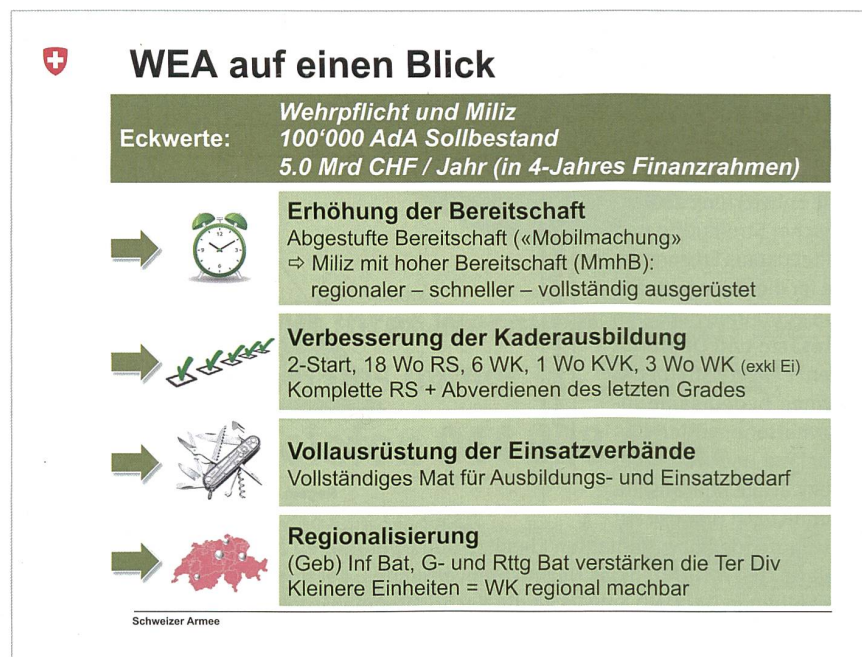 WEA auf einen Blick
Eckwerte:
Wehrpflicht und Miliz
100‘000 AdA Sollbestand
5.0 Mrd CHF / Jahr (in 4-Jahres Finanzrahmen)
Erhöhung der Bereitschaft
Abgestufte Bereitschaft («Mobilmachung»
⇨ Miliz mit hoher Bereitschaft (MmhB):
regionaler – schneller – vollständig ausgerüstet
Verbesserung der Kaderausbildung
2-Start, 18 Wo RS, 6 WK, 1 Wo KVK, 3 Wo WK (exkl Ei)
Komplette RS + Abverdienen des letzten Grades
Vollausrüstung der Einsatzverbände
Vollständiges Mat für Ausbildungs- und Einsatzbedarf
Regionalisierung
(Geb) Inf Bat, G- und Rttg Bat verstärken die Ter Div
Kleinere Einheiten = WK regional machbar
Schweizer Armee